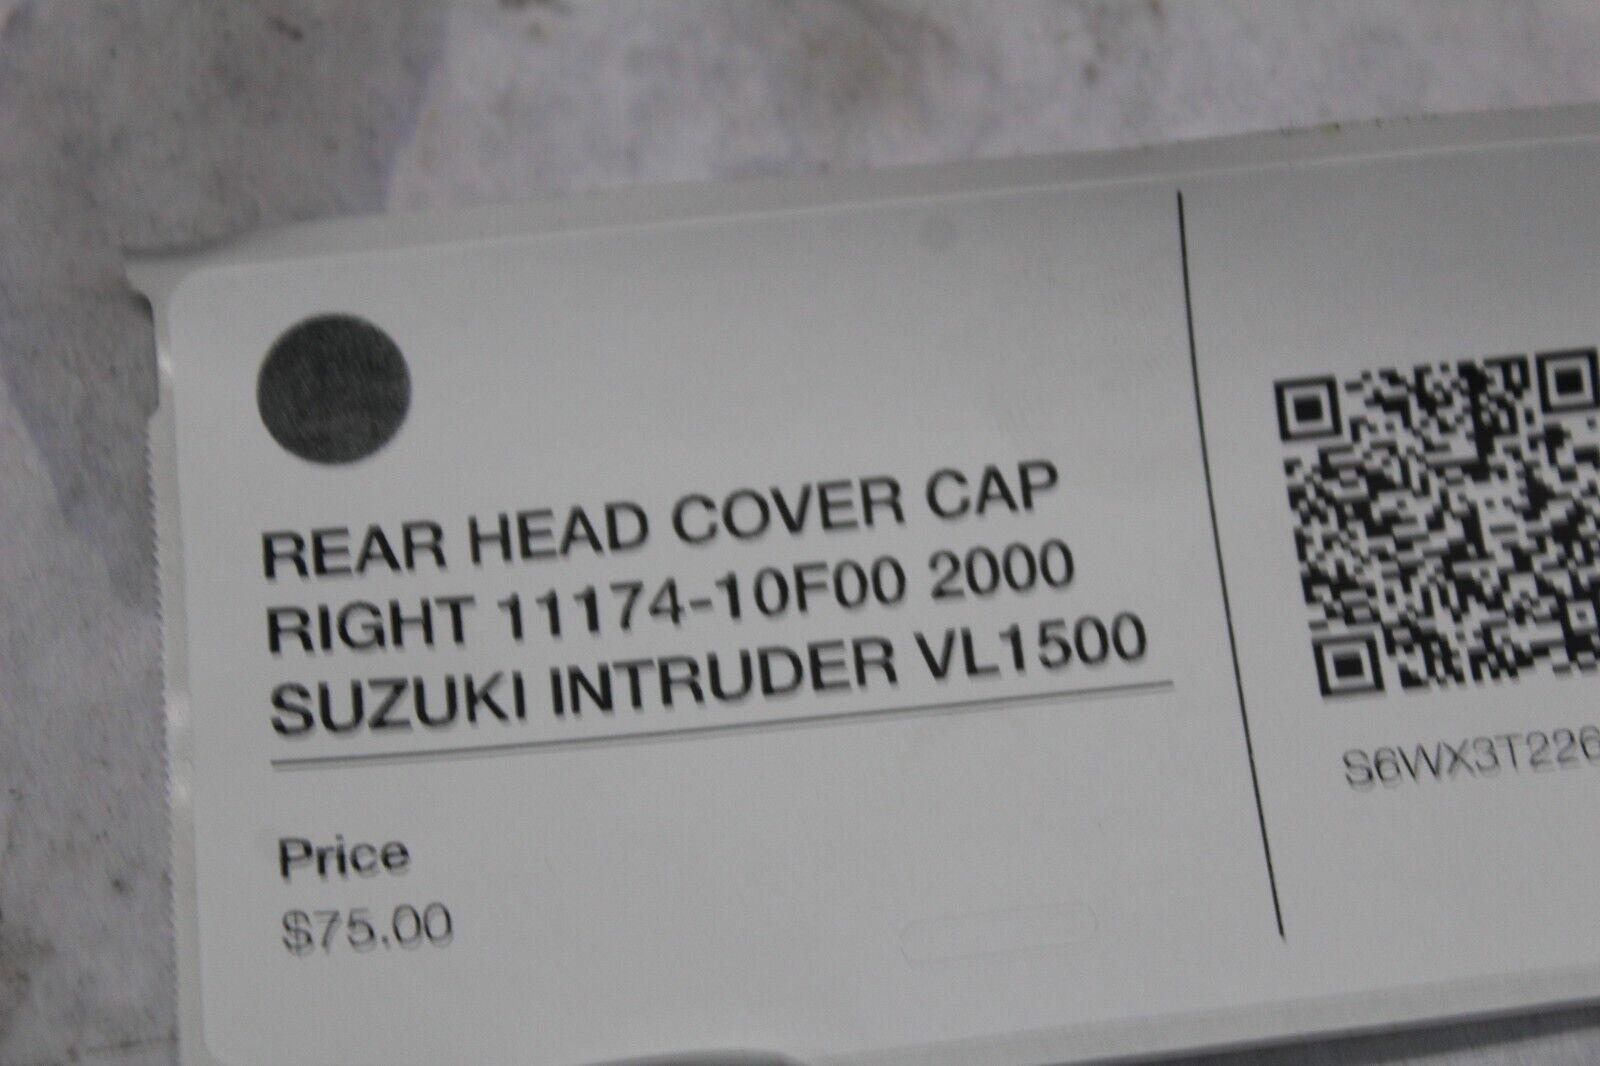 REAR HEAD COVER CAP
RIGHT 11174-10F00 2000
SUZUKI INTRUDER VL1500
Price
$75.00
S6WX3T226